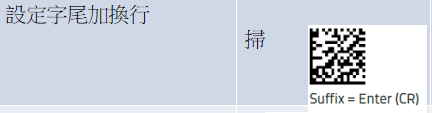 設定字尾加換行
掃
Suffix = Enter (CR)